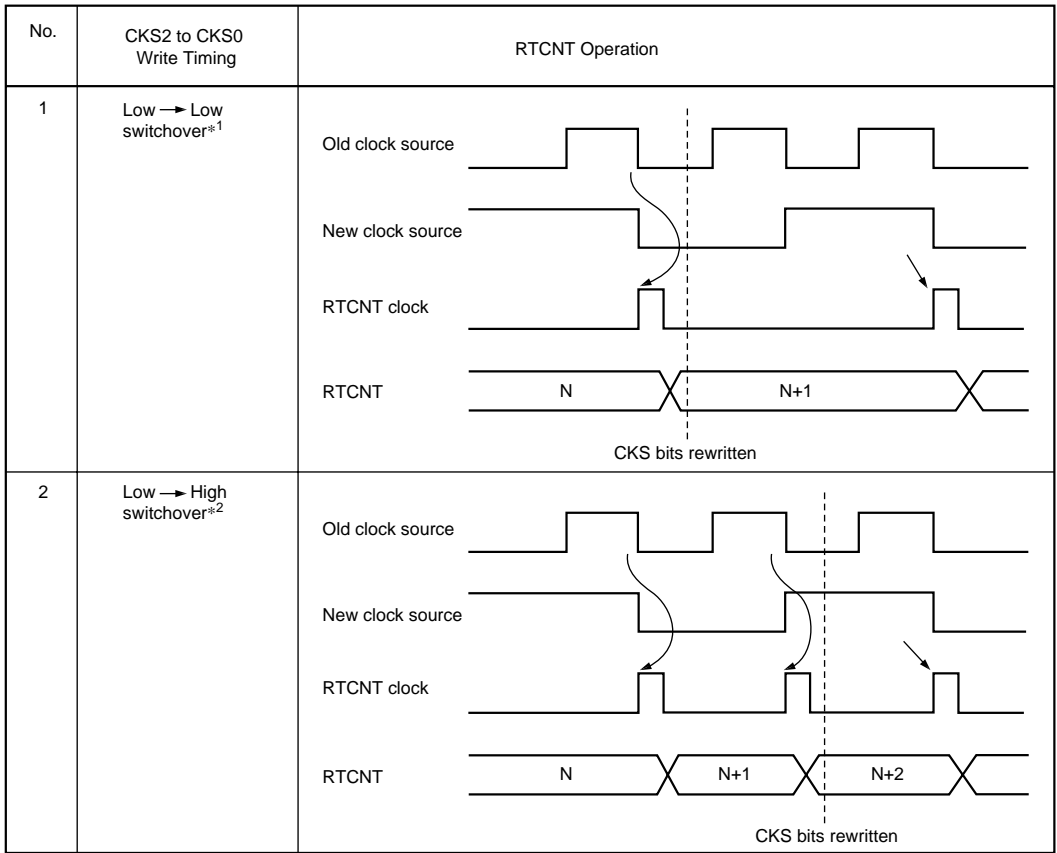 No.
CKS2 to CKS0
Write Timing
RTCNT Operation
1
Low → Low
switchover*1
Old clock source
New clock source
RTCNT clock
RTCNT
N
N+1
CKS bits rewritten
2
Low → High
switchover*2
Old clock source
New clock source
RTCNT clock
RTCNT
N
N+1
N+2
CKS bits rewritten